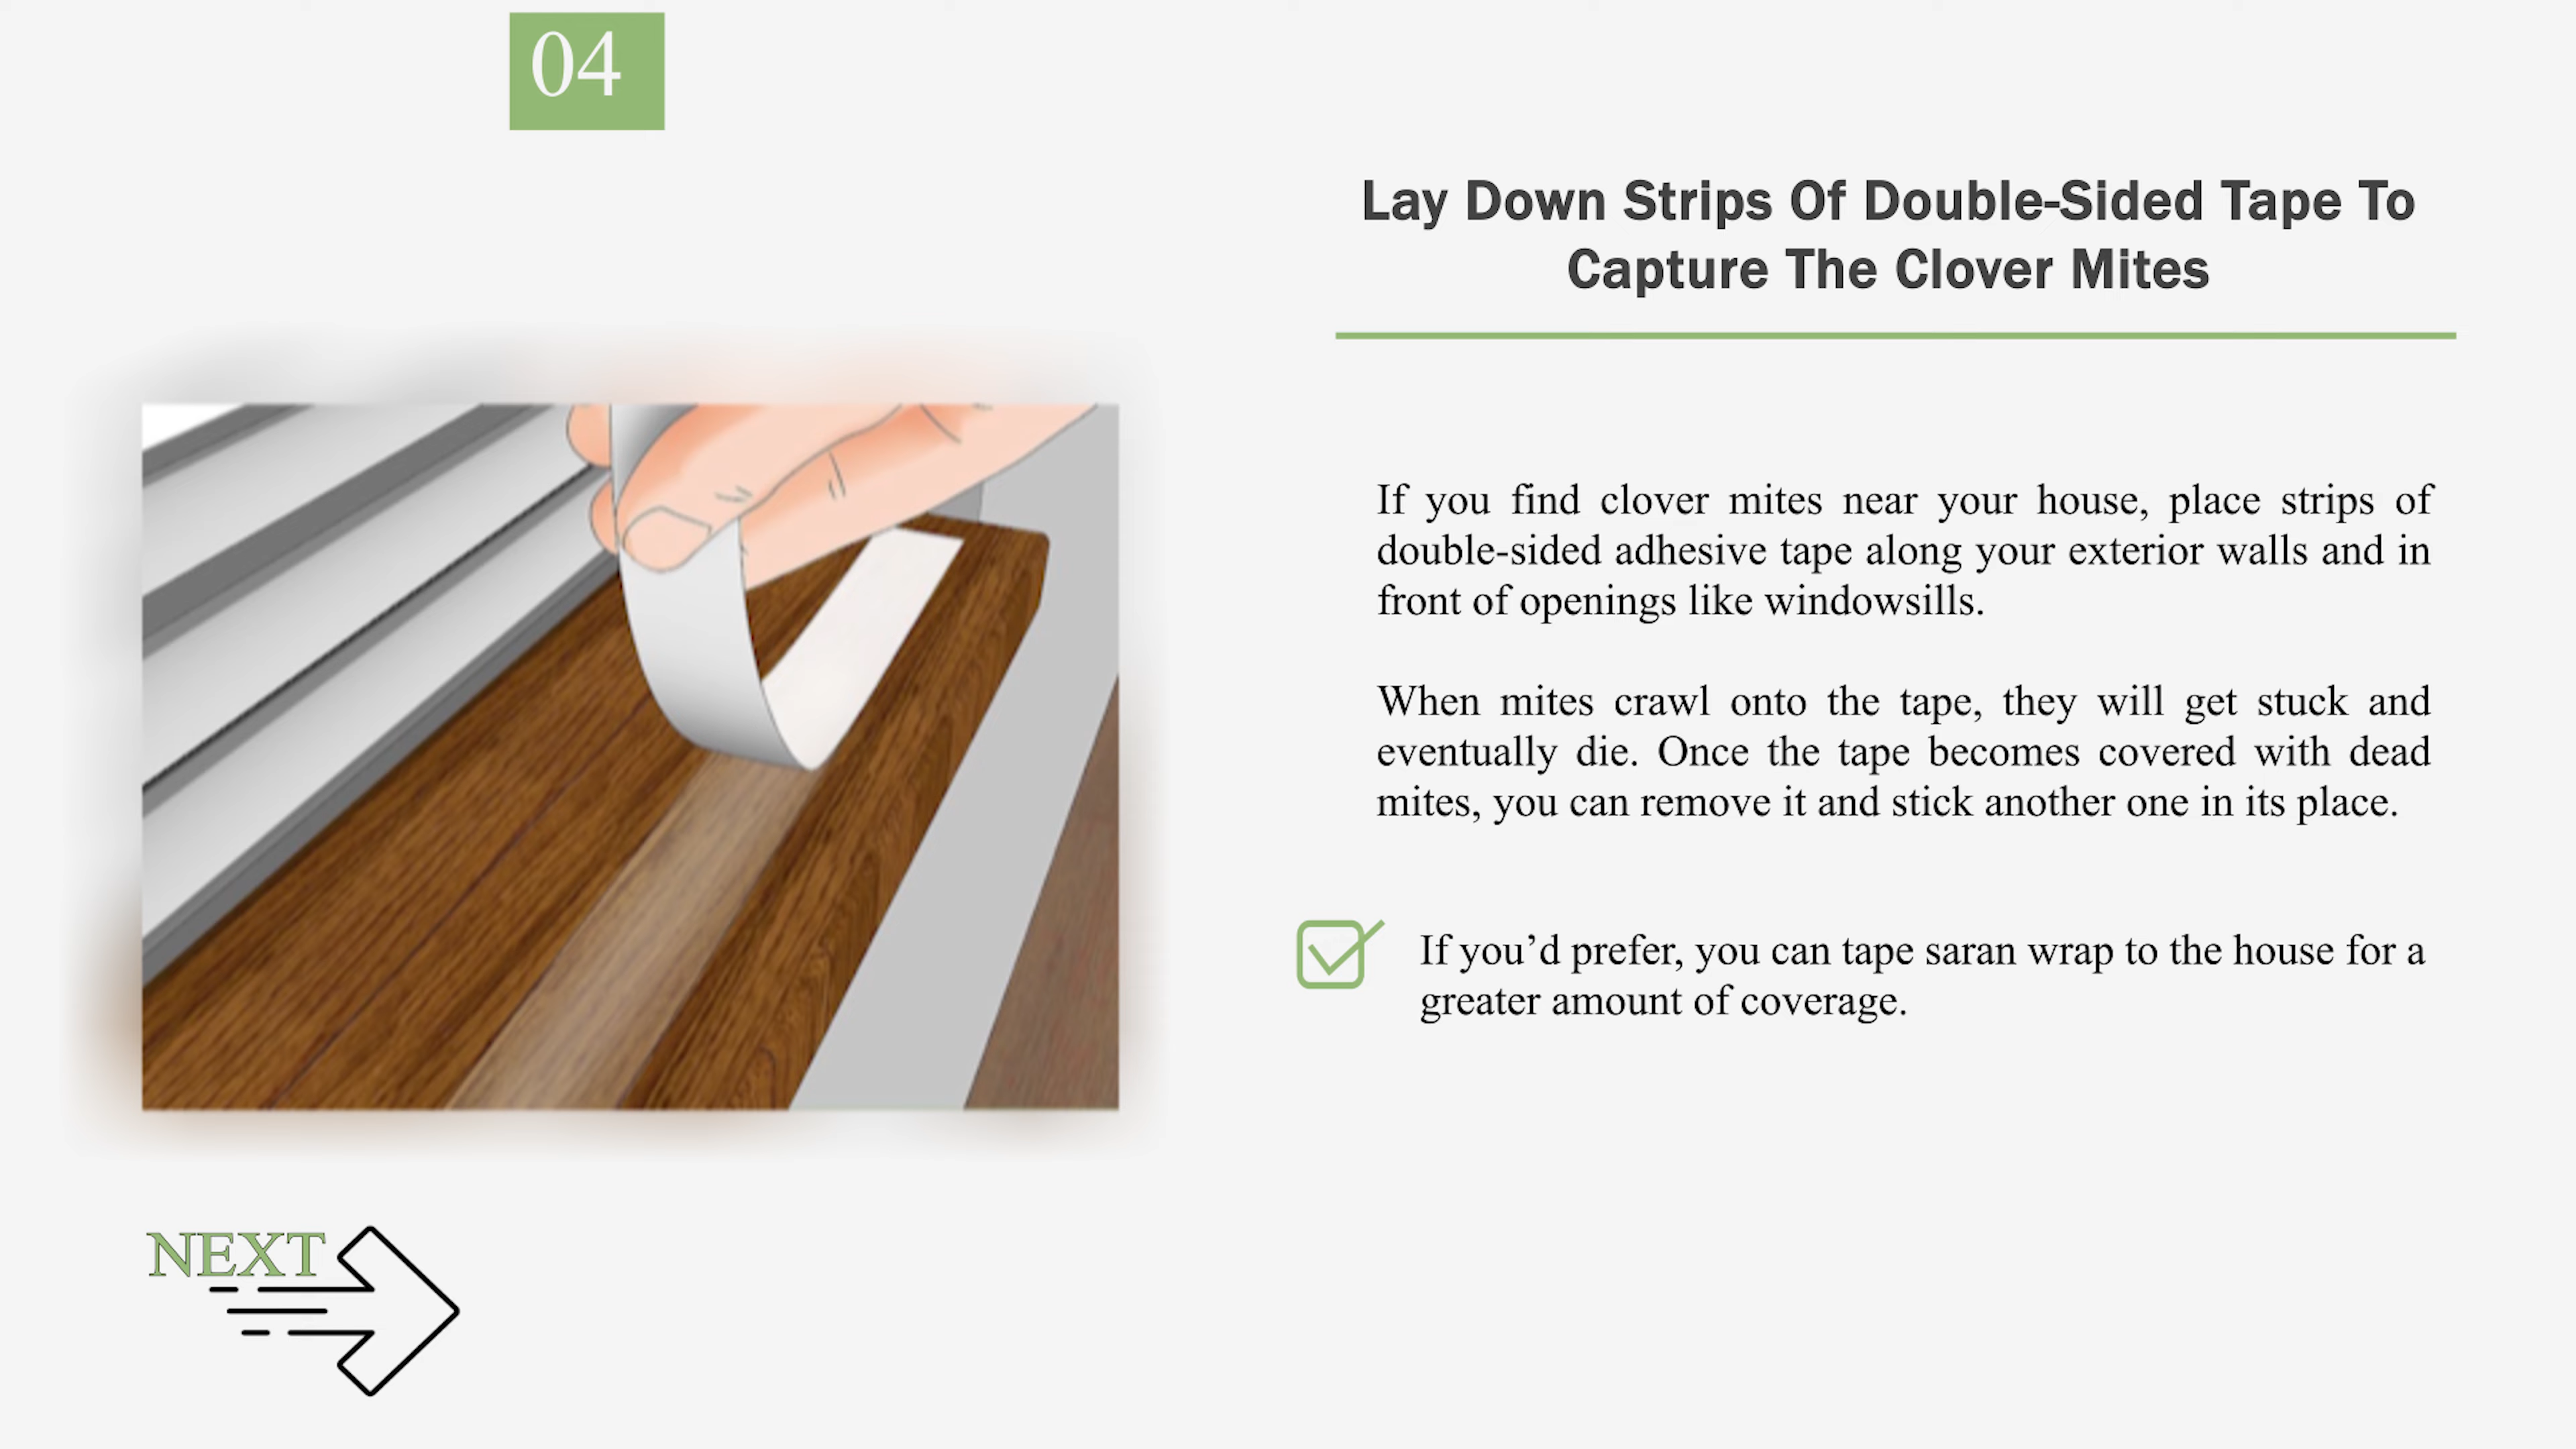 04
Lay Down Strips Of Double-Sided Tape To
Capture The Clover Mites
If you find clover mites near your house, place strips of
double-sided adhesive tape along your exterior walls and in
front of openings like windowsills.
When mites crawl onto the tape, they will get stuck and
eventually die. Once the tape becomes covered with dead
mites, you can remove it and stick another one in its place.
If you’d prefer, you can tape saran wrap to the house for a
greater amount of coverage.
NEXT